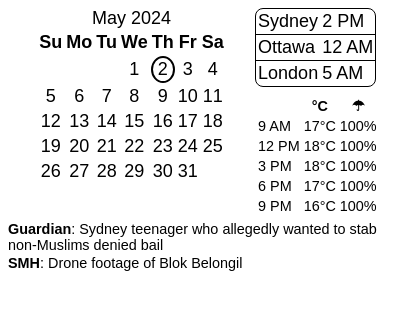 May 2024
Su Mo Tu We Th Fr Sa
1 2 3 4
5 6 7 8 9 10 11
12 13 14 15 16 17 18
19 20 21 22 23 24 25
26 27 28 29 30 31
Sydney 2 PM
Ottawa 12 AM
London 5 AM
°C ☂
9 AM 17°C 100%
12 PM 18°C 100%
3 PM 18°C 100%
6 PM 17°C 100%
9 PM 16°C 100%
Guardian: Sydney teenager who allegedly wanted to stab
non-Muslims denied bail
SMH: Drone footage of Blok Belongil